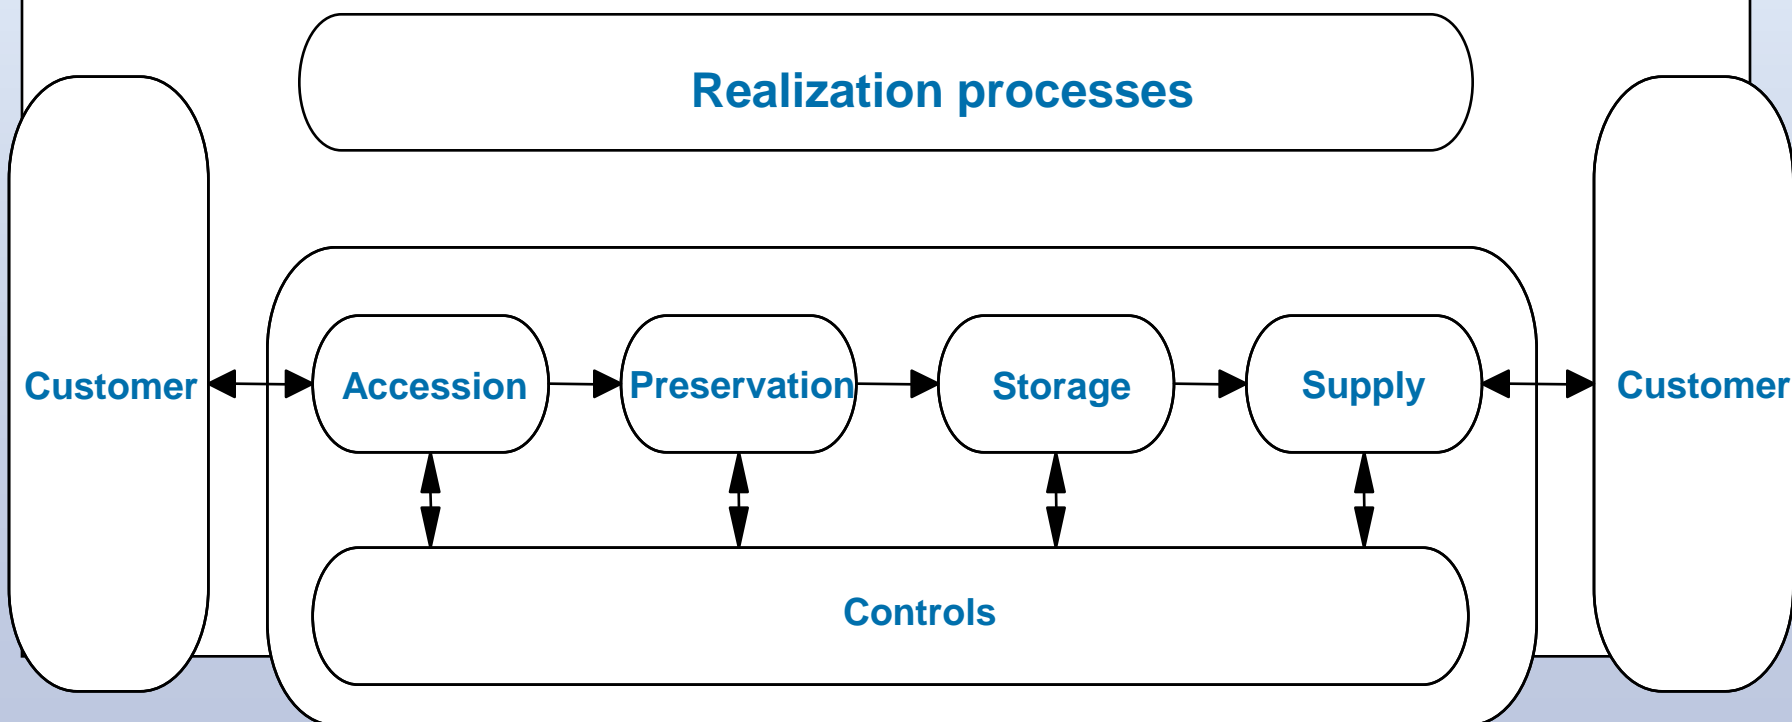 Realization processes
Customer
Accession
Preservation
Storage
Supply
Customer
Controls